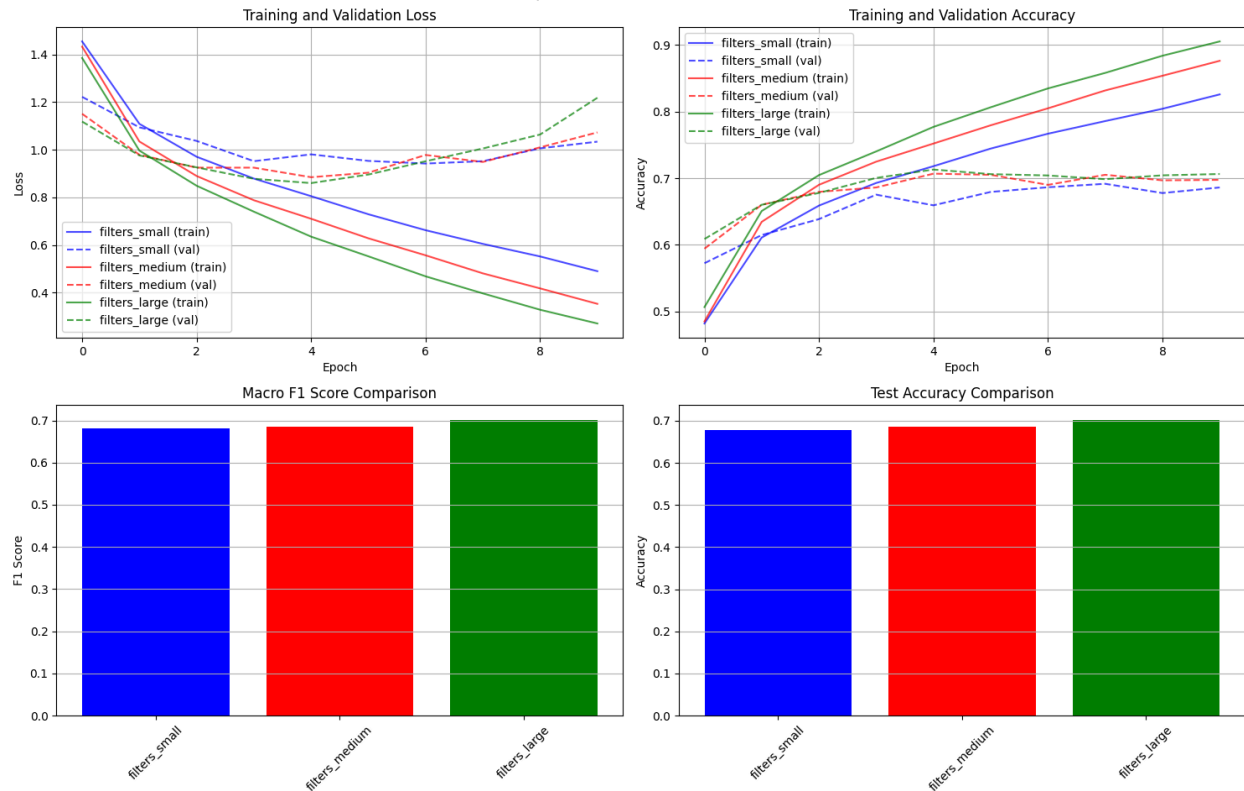 Training and Validation Loss
1.4
1.2
1.0
0.8
0.6
0.4
Loss
filters_small (train)
filters_small (val)
filters_medium (train)
filters_medium (val)
filters_large (train)
filters_large (val)
0 2 4 6 8
Epoch
Training and Validation Accuracy
0.9
0.8
0.7
0.6
0.5
Accuracy
filters_small (train)
filters_small (val)
filters_medium (train)
filters_medium (val)
filters_large (train)
filters_large (val)
0 2 4 6 8
Epoch
Macro F1 Score Comparison
0.7
0.6
0.5
0.4
0.3
0.2
0.1
0.0
F1 Score
filters_small
filters_medium
filters_large
Test Accuracy Comparison
0.7
0.6
0.5
0.4
0.3
0.2
0.1
0.0
Accuracy
filters_small
filters_medium
filters_large